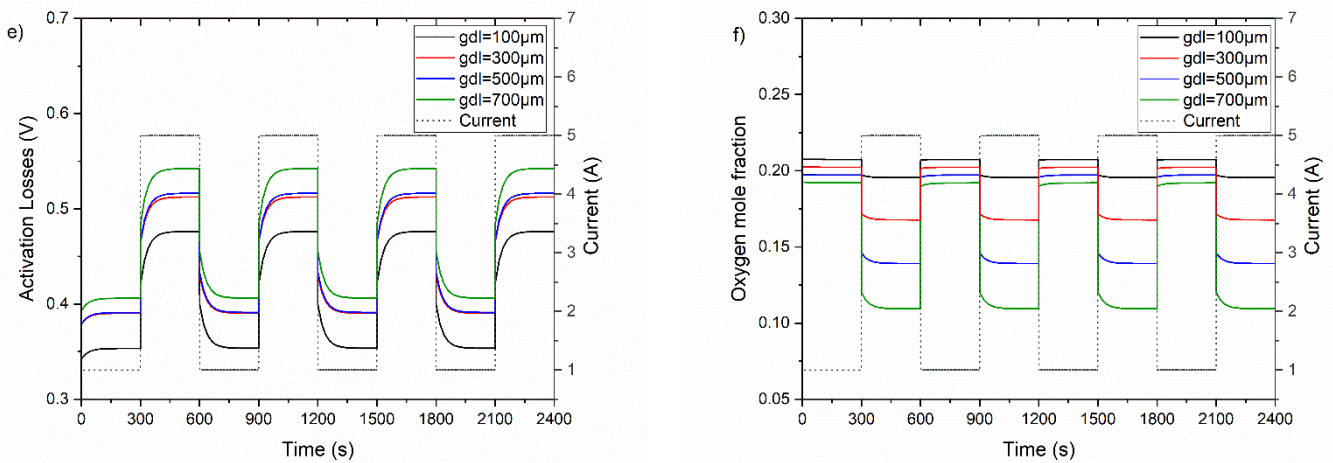 e)
0.7
0.6
0.5
0.4
0.3
Activation Losses (V)
gdl=100μm
gdl=300μm
gdl=500μm
gdl=700μm
Current
7
6
5
4
3
2
1
Current (A)
0 300 600 900 1200 1500 1800 2100 2400
Time (s)
f)
0.30
0.25
0.20
0.15
0.10
0.05
Oxygen mole fraction
gdl=100μm
gdl=300μm
gdl=500μm
gdl=700μm
Current
7
6
5
4
3
2
1
Current (A)
0 300 600 900 1200 1500 1800 2100 2400
Time (s)